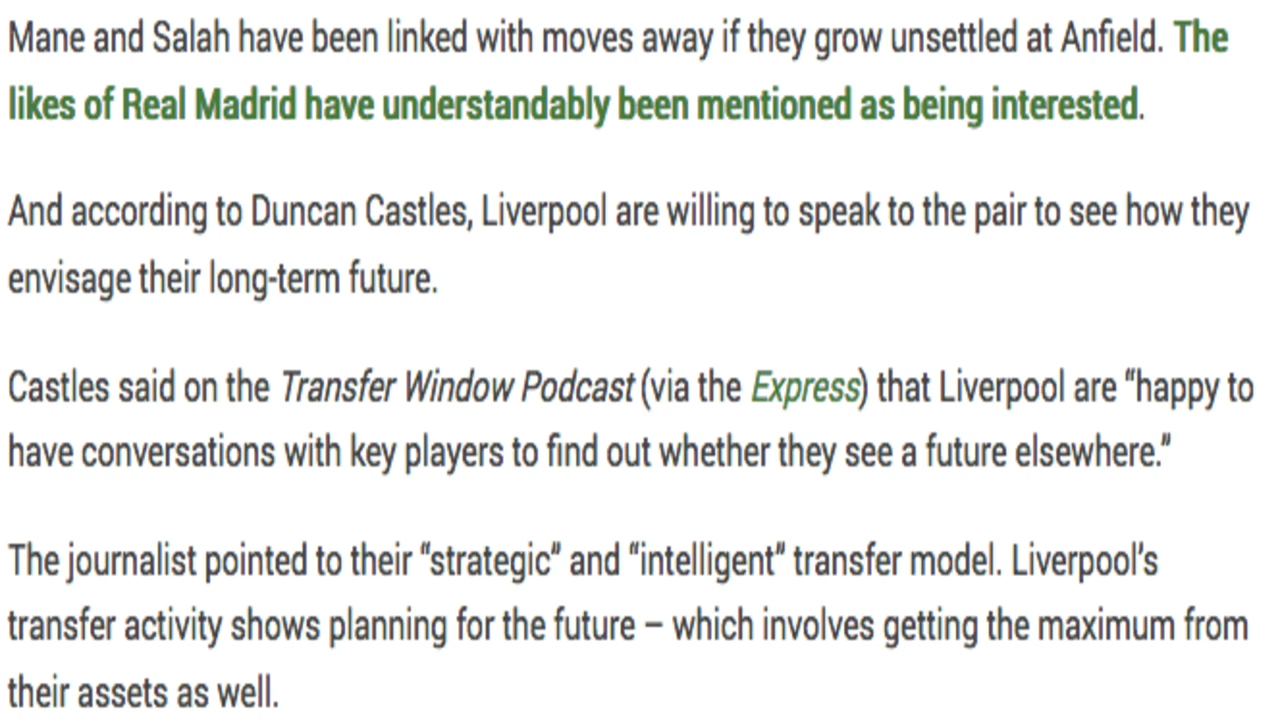 Mane and Salah have been linked with moves away if they grow unsettled at Anfield. The
likes of Real Madrid have understandably been mentioned as being interested.
And according to Duncan Castles, Liverpool are willing to speak to the pair to see how they
envisage their long-term future.
Castles said on the Transfer Window Podcast (via the Express) that Liverpool are “happy to
have conversations with key players to find out whether they see a future elsewhere.”
The journalist pointed to their “strategic” and “intelligent” transfer model. Liverpool’s
transfer activity shows planning for the future – which involves getting the maximum from
their assets as well.